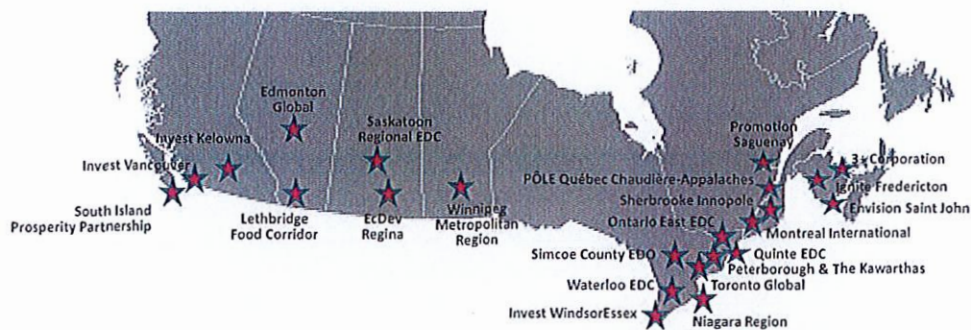 Edmonton
Global
Saskatoon
Regional EDC
Invest Kelowna
Invest Vancouver
South Island
Prosperity Partnership
Lethbridge
Food Corridor
EcDev
Regina
Winnipeg
Metropolitan
Region
Promotion
Saguenay
3+ Corporation
PÔLE Québec Chaudière-Appalaches
Ignite Fredericton
Sherbrooke Innopole
Envision Saint John
Ontario East EDC
Montreal International
Simcoe County EDO
Quinte EDC
Peterborough & The Kawarthas
Waterloo EDC
Toronto Global
Invest WindsorEssex
Niagara Region